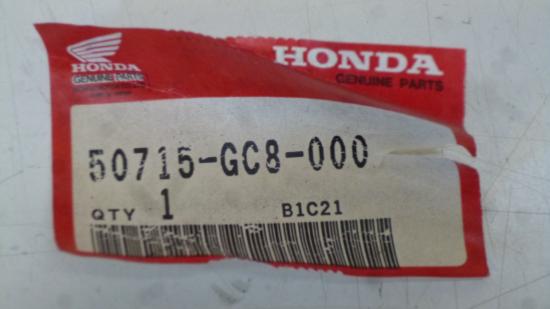 HONDA
GENUINE PARTS
HONDA
GENUINE PARTS
50715-GC8-000
QTY 1 B1C21